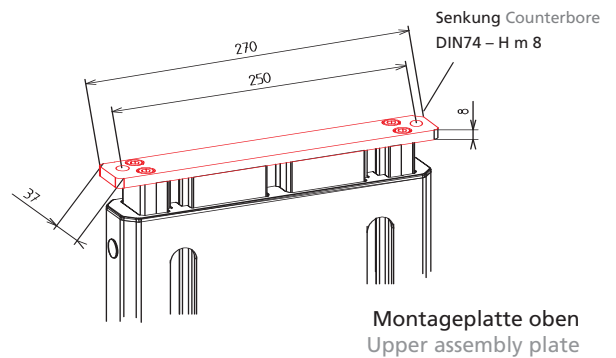 Senkung Counterbore
DIN74 – H m 8
270
250
8
37
Montageplatte oben
Upper assembly plate